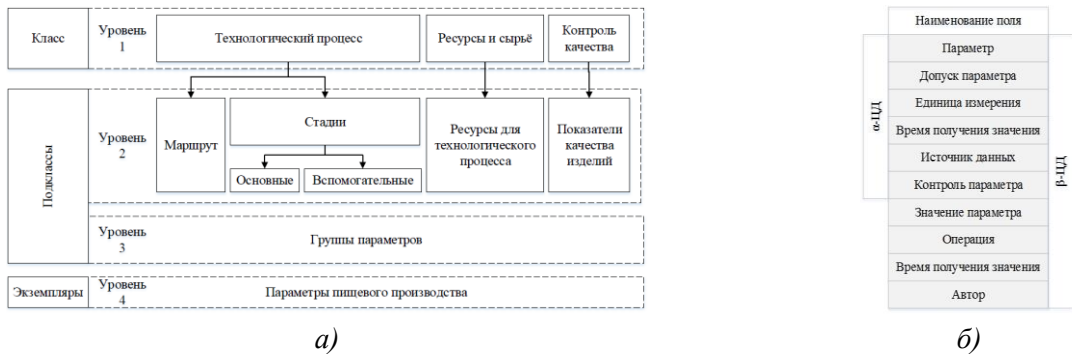 Класс
Уровень
1
Технологический процесс
Ресурсы и сырьё
Контроль
качества
Подклассы
Уровень
2
Маршрут
Стадии
Основные
Вспомогательные
Ресурсы для
технологического
процесса
Показатели
качества
изделий
Уровень
3
Группы параметров
Экземпляры
Уровень
4
Параметры пищевого производства
а)
Наименование поля
α-ЦД
β-ЦД
Параметр
Допуск параметра
Единица измерения
Время получения значения
Источник данных
Контроль параметра
Значение параметра
Операция
Время получения значения
Автор
б)